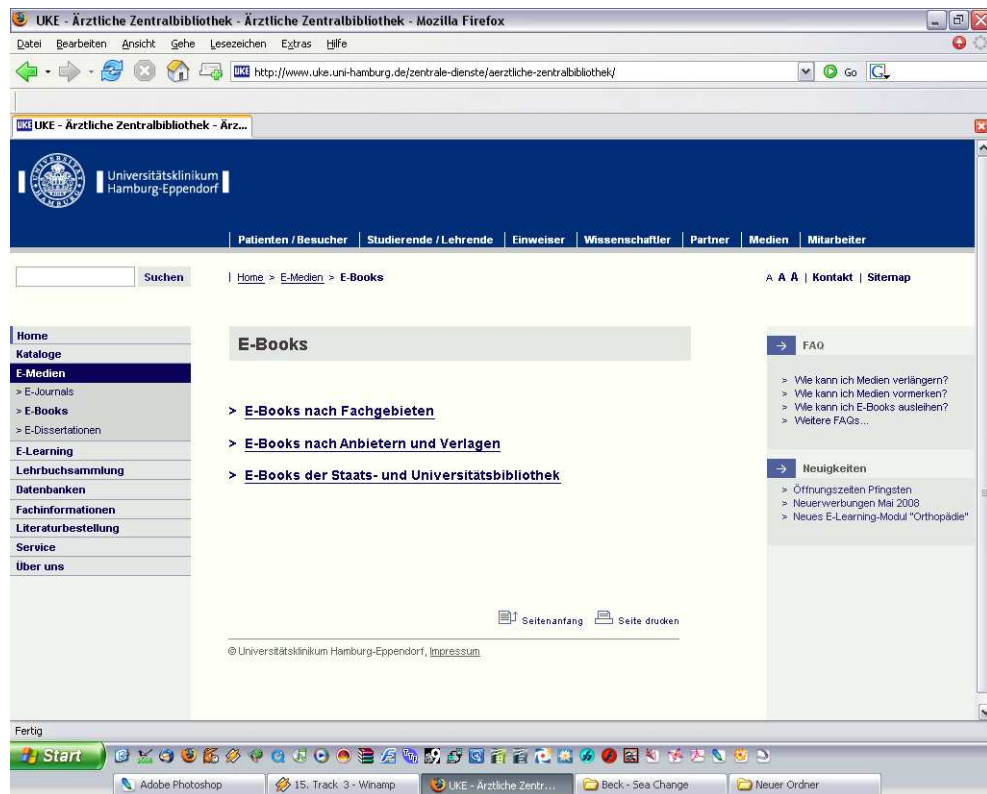 UKE - Ärztliche Zentralbibliothek - Ärztliche Zentralbibliothek - Mozilla Firefox
Datei Bearbeiten Ansicht Gehe Lesezeichen Extras Hilfe
UKE http://www.uke.uni-hamburg.de/zentrale-dienste/aerztliche-zentralbibliothek/ Go G
UKE UKE - Ärztliche Zentralbibliothek - Ärz...
Universitätsklinikum
Hamburg-Eppendorf
Patienten / Besucher | Studierende / Lehrende | Einweiser | Wissenschaftler | Partner | Medien | Mitarbeiter
Suchen | Home > E-Medien > E-Books A A A | Kontakt | Sitemap
Home
Kataloge
E-Medien
> E-Journals
> E-Books
> E-Dissertationen
E-Learning
Lehrbuchsammlung
Datenbanken
Fachinformationen
Literaturbestellung
Service
Über uns
E-Books
> E-Books nach Fachgebieten
> E-Books nach Anbietern und Verlagen
> E-Books der Staats- und Universitätsbibliothek
Seitenanfang Seite drucken
© Universitätsklinikum Hamburg-Eppendorf, Impressum
FAQ
> Wie kann ich Medien verlängern?
> Wie kann ich Medien vormerken?
> Wie kann ich E-Books ausleihen?
> Weitere FAQs...
Neuigkeiten
> Öffnungszeiten Pfingsten
> Neuerwerbungen Mai 2008
> Neues E-Learning-Modul "Orthopädie"
Fertig
Start
Adobe Photoshop 15. Track 3 - Winamp UKE - Ärztliche Zentr... Beck - Sea Change Neuer Ordner